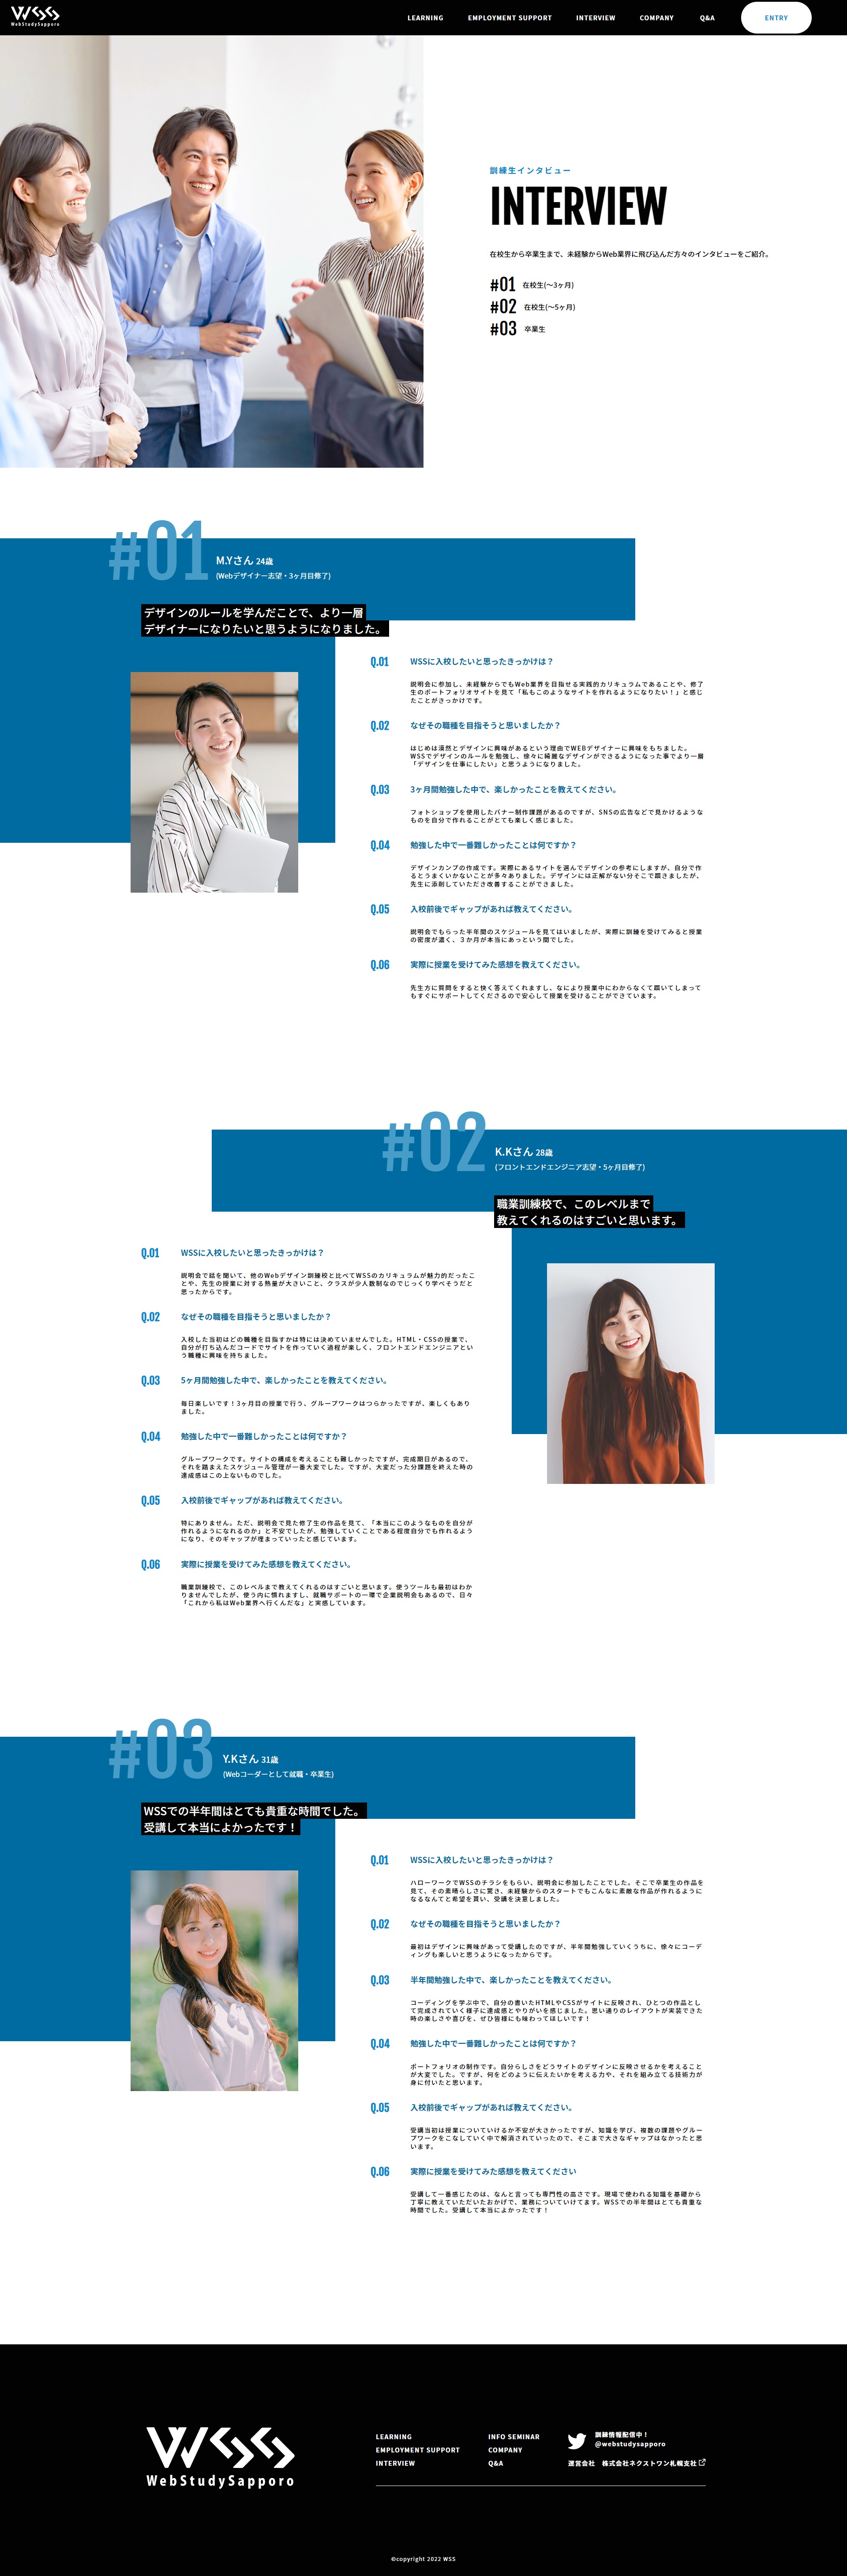 WSS
WebStudySapporo
LEARNING
EMPLOYMENT SUPPORT
INTERVIEW
COMPANY
Q&A
ENTRY
訓練生インタビュー
INTERVIEW
在校生から卒業生まで、未経験からWeb業界に飛び込んだ方々のインタビューをご紹介。
#01 在校生(〜3ヶ月)
#02 在校生(〜5ヶ月)
#03 卒業生
#01
M.Yさん 24歳
(Webデザイナー志望・3ヶ月目修了)
デザインのルールを学んだことで、より一層
デザイナーになりたいと思うようになりました。
Q.01 WSSに入校したいと思ったきっかけは？
説明会に参加し、未経験からでもWeb業界を目指せる実践的カリキュラムであることや、修了
生のポートフォリオサイトを見て「私もこのようなサイトを作れるようになりたい！」と感じ
たことがきっかけです。
Q.02 なぜその職種を目指そうと思いましたか？
はじめは漠然とデザインに興味があるという理由でWEBデザイナーに興味をもちました。
WSSでデザインのルールを勉強し、徐々に綺麗なデザインができるようになった事でより一層
「デザインを仕事にしたい」と思うようになりました。
Q.03 3ヶ月間勉強した中で、楽しかったことを教えてください。
フォトショップを使用したバナー制作課題があるのですが、SNSの広告などで見かけるような
ものを自分で作れることがとても楽しく感じました。
Q.04 勉強した中で一番難しかったことは何ですか？
デザインカンプの作成です。実際にあるサイトを選んでデザインの参考にしますが、自分で作
るとうまくいかないことが多々ありました。デザインには正解がない分そこで躓きましたが、
先生に添削していただき改善することができました。
Q.05 入校前後でギャップがあれば教えてください。
説明会でもらった半年間のスケジュールを見てはいましたが、実際に訓練を受けてみると授業
の密度が濃く、３か月が本当にあっという間でした。
Q.06 実際に授業を受けてみた感想を教えてください。
先生方に質問をすると快く答えてくれますし、なにより授業中にわからなくて躓いてしまって
もすぐにサポートしてくださるので安心して授業を受けることができています。
#02
K.Kさん 28歳
(フロントエンドエンジニア志望・5ヶ月目修了)
職業訓練校で、このレベルまで
教えてくれるのはすごいと思います。
Q.01 WSSに入校したいと思ったきっかけは？
説明会で話を聞いて、他のWebデザイン訓練校と比べてWSSのカリキュラムが魅力的だったこ
とや、先生の授業に対する熱量が大きいこと、クラスが少人数制なのでじっくり学べそうだと
思ったからです。
Q.02 なぜその職種を目指そうと思いましたか？
入校した当初はどの職種を目指すかは特には決めていませんでした。HTML・CSSの授業で、
自分が打ち込んだコードでサイトを作っていく過程が楽しく、フロントエンドエンジニアとい
う職種に興味を持ちました。
Q.03 5ヶ月間勉強した中で、楽しかったことを教えてください。
毎日楽しいです！3ヶ月目の授業で行う、グループワークはつらかったですが、楽しくもあり
ました。
Q.04 勉強した中で一番難しかったことは何ですか？
グループワークです。サイトの構成を考えることも難しかったですが、完成期日があるので、
それを踏まえたスケジュール管理が一番大変でした。ですが、大変だった分課題を終えた時の
達成感はこの上ないものでした。
Q.05 入校前後でギャップがあれば教えてください。
特にありません。ただ、説明会で見た修了生の作品を見て、「本当にこのようなものを自分が
作れるようになれるのか」と不安でしたが、勉強していくことである程度自分でも作れるよう
になり、そのギャップが埋まっていったと感じています。
Q.06 実際に授業を受けてみた感想を教えてください。
職業訓練校で、このレベルまで教えてくれるのはすごいと思います。使うツールも最初はわか
りませんでしたが、使う内に慣れますし、就職サポートの一環で企業説明会もあるので、日々
「これから私はWeb業界へ行くんだな」と実感しています。
#03
Y.Kさん 31歳
(Webコーダーとして就職・卒業生)
WSSでの半年間はとても貴重な時間でした。
受講して本当によかったです！
Q.01 WSSに入校したいと思ったきっかけは？
ハローワークでWSSのチラシをもらい、説明会に参加したことでした。そこで卒業生の作品を
見て、その素晴らしさに驚き、未経験からのスタートでもこんなに素敵な作品が作れるように
なるなんてと希望を貰い、受講を決意しました。
Q.02 なぜその職種を目指そうと思いましたか？
最初はデザインに興味があって受講したのですが、半年間勉強していくうちに、徐々にコーデ
ィングも楽しいと思うようになったからです。
Q.03 半年間勉強した中で、楽しかったことを教えてください。
コーディングを学ぶ中で、自分の書いたHTMLやCSSがサイトに反映され、ひとつの作品とし
て完成されていく様子に達成感とやりがいを感じました。思い通りのレイアウトが実装できた
時の楽しさや喜びを、ぜひ皆様にも味わってほしいです！
Q.04 勉強した中で一番難しかったことは何ですか？
ポートフォリオの制作です。自分らしさをどうサイトのデザインに反映させるかを考えること
が大変でした。ですが、何をどのように伝えたいかを考える力や、それを組み立てる技術力が
身に付いたと思います。
Q.05 入校前後でギャップがあれば教えてください。
受講当初は授業についていけるか不安が大きかったですが、知識を学び、複数の課題やグルー
プワークをこなしていく中で解消されていったので、そこまで大きなギャップはなかったと思
います。
Q.06 実際に授業を受けてみた感想を教えてください
受講して一番感じたのは、なんと言っても専門性の高さです。現場で使われる知識を基礎から
丁寧に教えていただいたおかげで、業務についていけてます。WSSでの半年間はとても貴重な
時間でした。受講して本当によかったです！
WSS
WebStudySapporo
LEARNING
EMPLOYMENT SUPPORT
INTERVIEW
INFO SEMINAR
COMPANY
Q&A
訓練情報配信中！
@webstudysapporo
運営会社 株式会社ネクストワン札幌支社
©copyright 2022 WSS